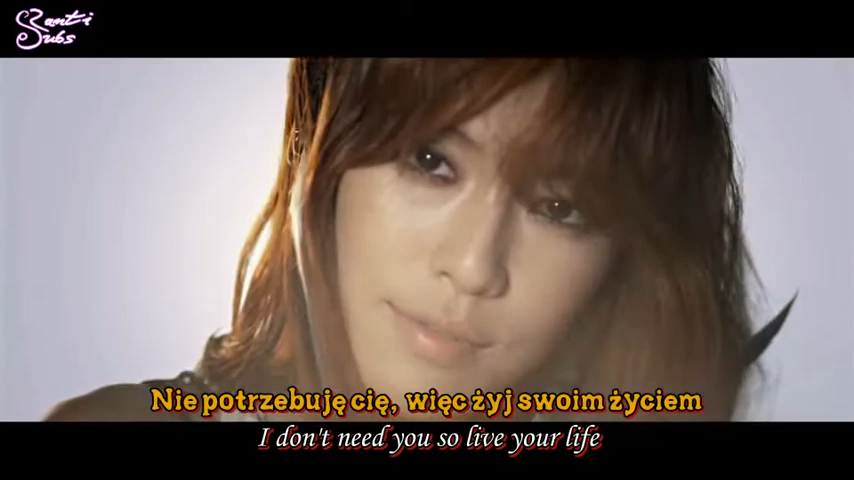 Santi
Subs
Nie potrzebuję cię, więc żyj swoim życiem
I don't need you so live your life